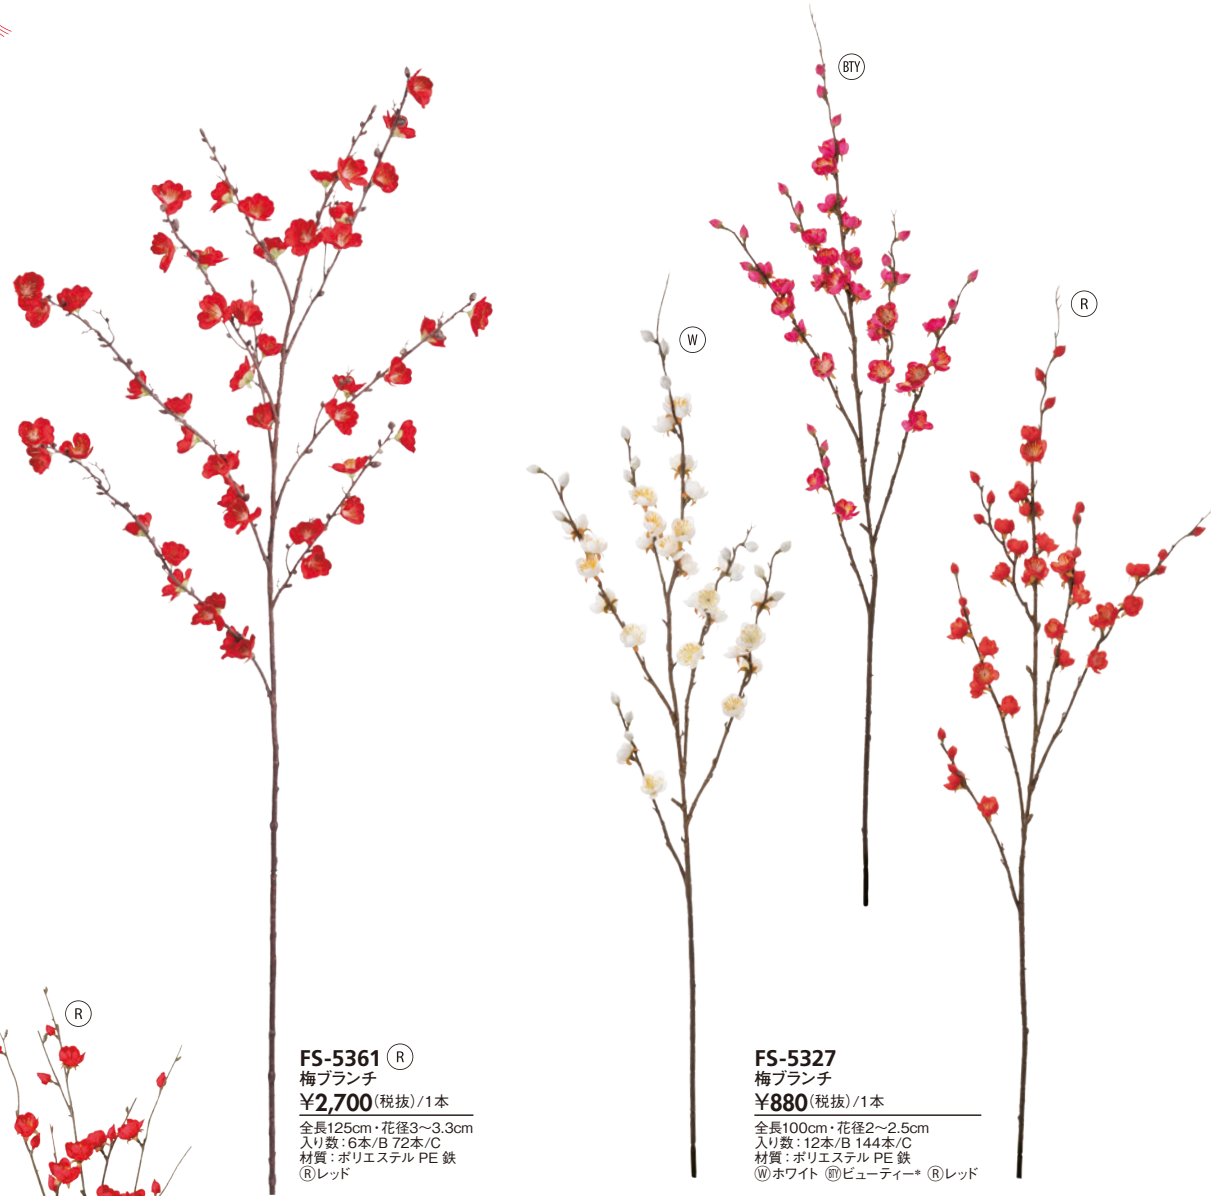 BTY
W
R
R
FS-5361 Ⓡ
梅ブランチ
¥2,700(税抜)/1本
全長125cm・花径3〜3.3cm
入り数：6本/B 72本/C
材質：ポリエステル PE 鉄
Ⓡレッド
FS-5327
梅ブランチ
¥880(税抜)/1本
全長100cm・花径2〜2.5cm
入り数：12本/B 144本/C
材質：ポリエステル PE 鉄
Ⓦホワイト BTYビューティー* Ⓡレッド